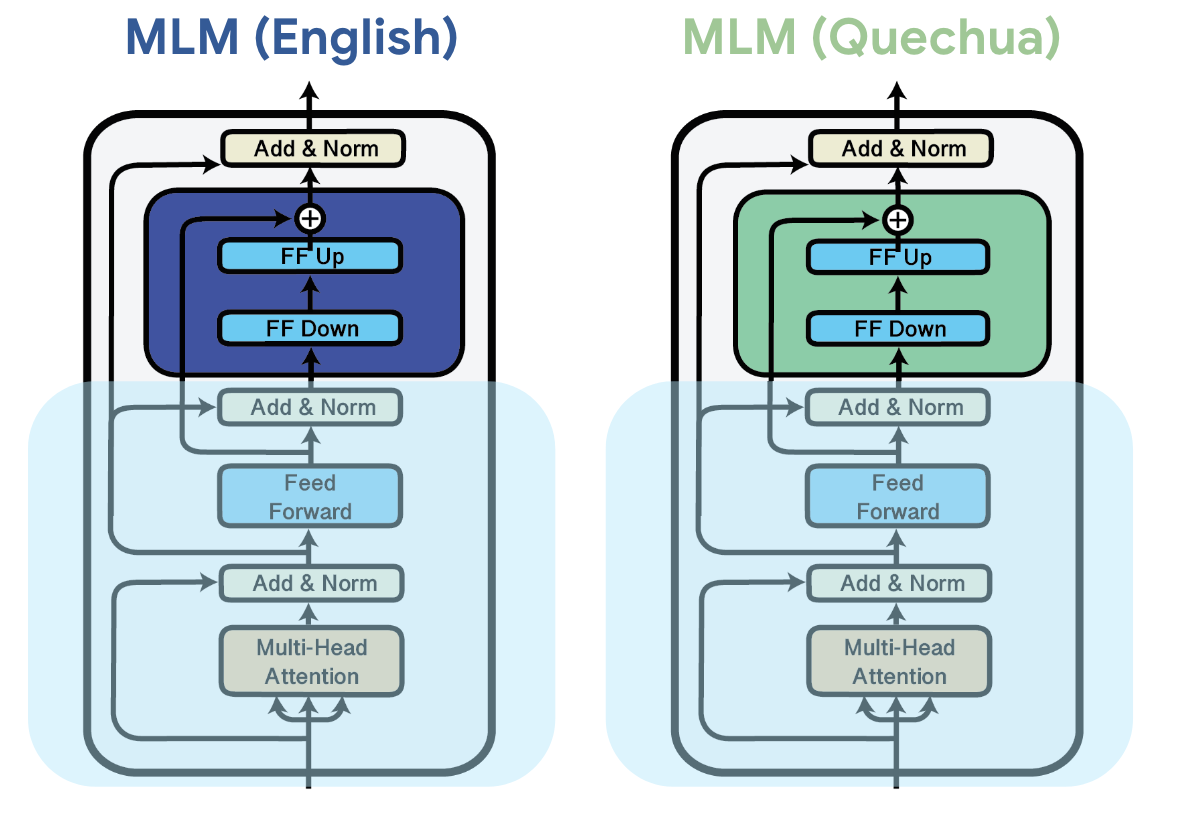 MLM (English)
Add & Norm
FF Up
FF Down
Add & Norm
Feed
Forward
Add & Norm
Multi-Head
Attention
MLM (Quechua)
Add & Norm
FF Up
FF Down
Add & Norm
Feed
Forward
Add & Norm
Multi-Head
Attention